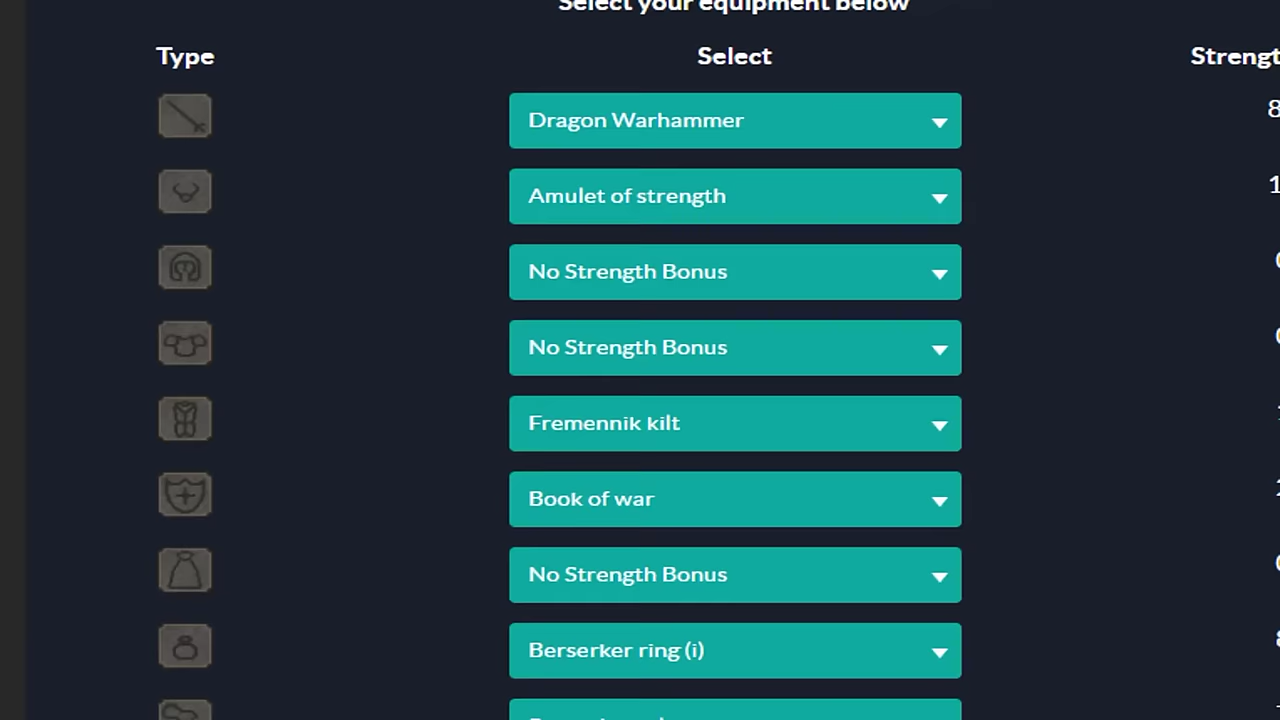 Select your equipment below
Type Select
Dragon Warhammer
Amulet of strength
No Strength Bonus
No Strength Bonus
Fremennik kilt
Book of war
No Strength Bonus
Berserker ring (i)